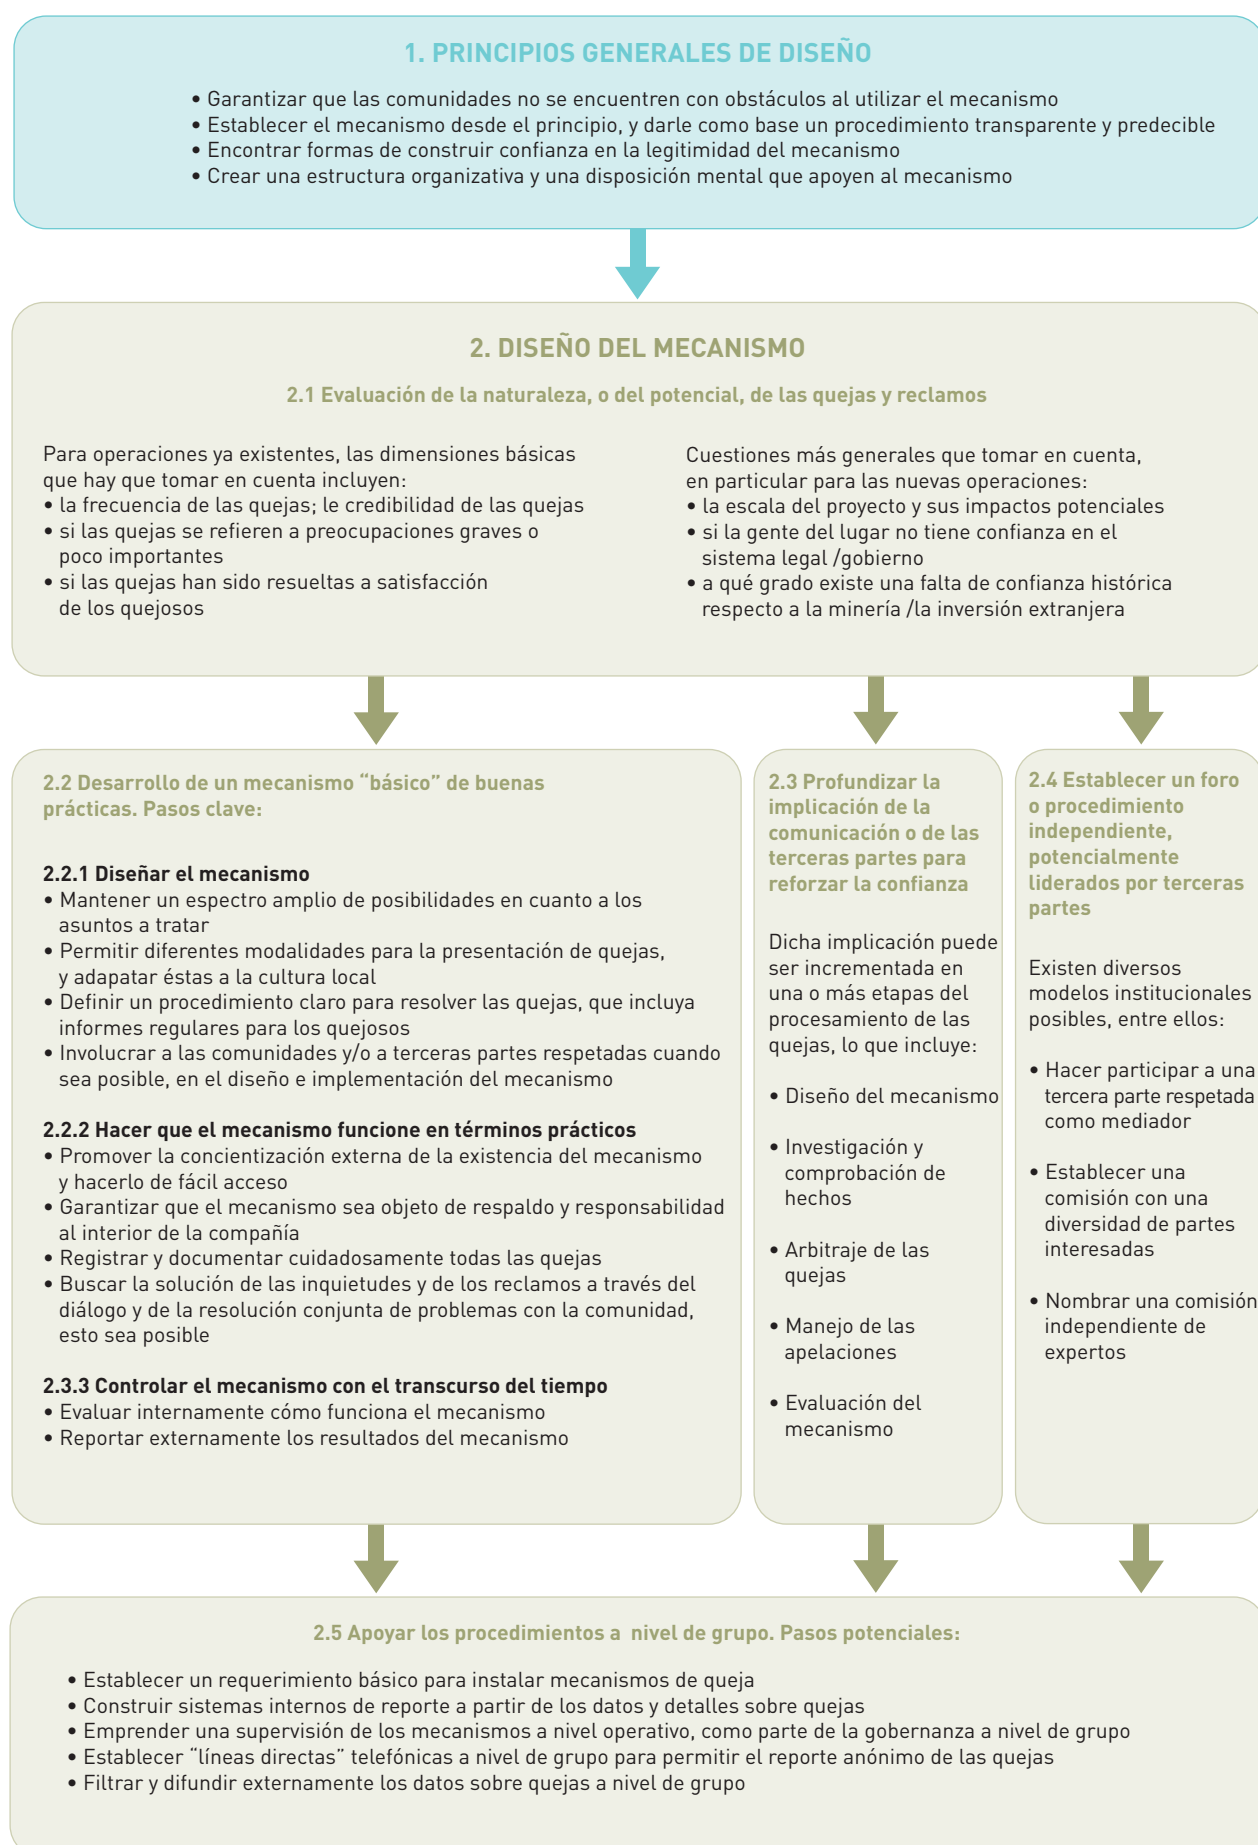 1. PRINCIPIOS GENERALES DE DISEÑO
• Garantizar que las comunidades no se encuentren con obstáculos al utilizar el mecanismo
• Establecer el mecanismo desde el principio, y darle como base un procedimiento transparente y predecible
• Encontrar formas de construir confianza en la legitimidad del mecanismo
• Crear una estructura organizativa y una disposición mental que apoyen al mecanismo
2. DISEÑO DEL MECANISMO
2.1 Evaluación de la naturaleza, o del potencial, de las quejas y reclamos
Para operaciones ya existentes, las dimensiones básicas
que hay que tomar en cuenta incluyen:
• la frecuencia de las quejas; le credibilidad de las quejas
• si las quejas se refieren a preocupaciones graves o
poco importantes
• si las quejas han sido resueltas a satisfacción
de los quejosos
Cuestiones más generales que tomar en cuenta,
en particular para las nuevas operaciones:
• la escala del proyecto y sus impactos potenciales
• si la gente del lugar no tiene confianza en el
sistema legal /gobierno
• a qué grado existe una falta de confianza histórica
respecto a la minería /la inversión extranjera
2.2 Desarrollo de un mecanismo “básico” de buenas
prácticas. Pasos clave:
2.2.1 Diseñar el mecanismo
• Mantener un espectro amplio de posibilidades en cuanto a los
asuntos a tratar
• Permitir diferentes modalidades para la presentación de quejas,
y adapatar éstas a la cultura local
• Definir un procedimiento claro para resolver las quejas, que incluya
informes regulares para los quejosos
• Involucrar a las comunidades y/o a terceras partes respetadas cuando
sea posible, en el diseño e implementación del mecanismo
2.2.2 Hacer que el mecanismo funcione en términos prácticos
• Promover la concientización externa de la existencia del mecanismo
y hacerlo de fácil acceso
• Garantizar que el mecanismo sea objeto de respaldo y responsabilidad
al interior de la compañía
• Registrar y documentar cuidadosamente todas las quejas
• Buscar la solución de las inquietudes y de los reclamos a través del
diálogo y de la resolución conjunta de problemas con la comunidad,
esto sea posible
2.3.3 Controlar el mecanismo con el transcurso del tiempo
• Evaluar internamente cómo funciona el mecanismo
• Reportar externamente los resultados del mecanismo
2.3 Profundizar la
implicación de la
comunicación o de las
terceras partes para
reforzar la confianza
Dicha implicación puede
ser incrementada en
una o más etapas del
procesamiento de las
quejas, lo que incluye:
• Diseño del mecanismo
• Investigación y
comprobación de
hechos
• Arbitraje de las
quejas
• Manejo de las
apelaciones
• Evaluación del
mecanismo
2.4 Establecer un foro
o procedimiento
independiente,
potencialmente
liderados por terceras
partes
Existen diversos
modelos institucionales
posibles, entre ellos:
• Hacer participar a una
tercera parte respetada
como mediador
• Establecer una
comisión con una
diversidad de partes
interesadas
• Nombrar una comisión
independiente de
expertos
2.5 Apoyar los procedimientos a nivel de grupo. Pasos potenciales:
• Establecer un requerimiento básico para instalar mecanismos de queja
• Construir sistemas internos de reporte a partir de los datos y detalles sobre quejas
• Emprender una supervisión de los mecanismos a nivel operativo, como parte de la gobernanza a nivel de grupo
• Establecer “líneas directas” telefónicas a nivel de grupo para permitir el reporte anónimo de las quejas
• Filtrar y difundir externamente los datos sobre quejas a nivel de grupo